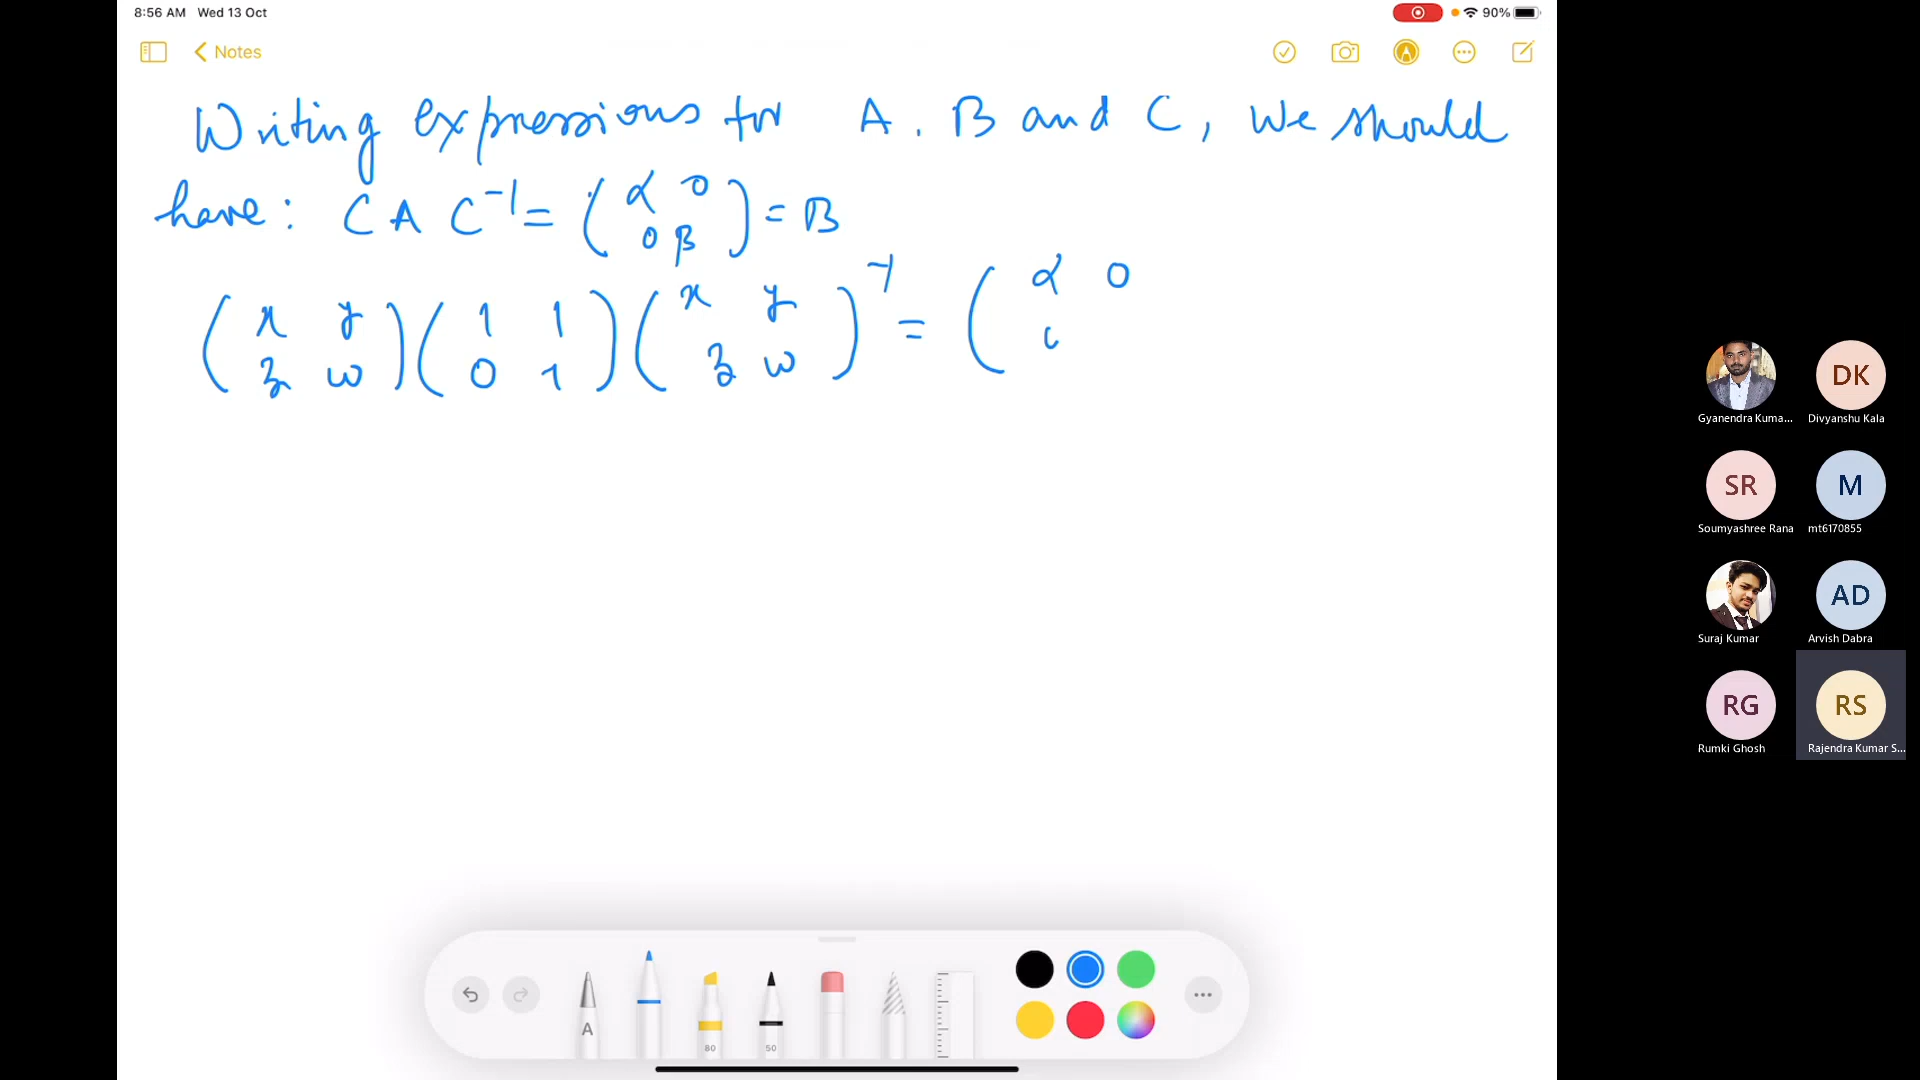 8:56 AM Wed 13 Oct
90%
Notes
Writing expressions for A, B and C, We should
have: C A C⁻¹ = ( α 0 ; 0 β ) = B
( x y ; z w ) ( 1 1 ; 0 1 ) ( x y ; z w )⁻¹ = ( α 0
Gyanendra Kuma...
DK
Divyanshu Kala
SR
Soumyashree Rana
M
mt6170855
Suraj Kumar
AD
Arvish Dabra
RG
Rumki Ghosh
RS
Rajendra Kumar S...
A
80
50